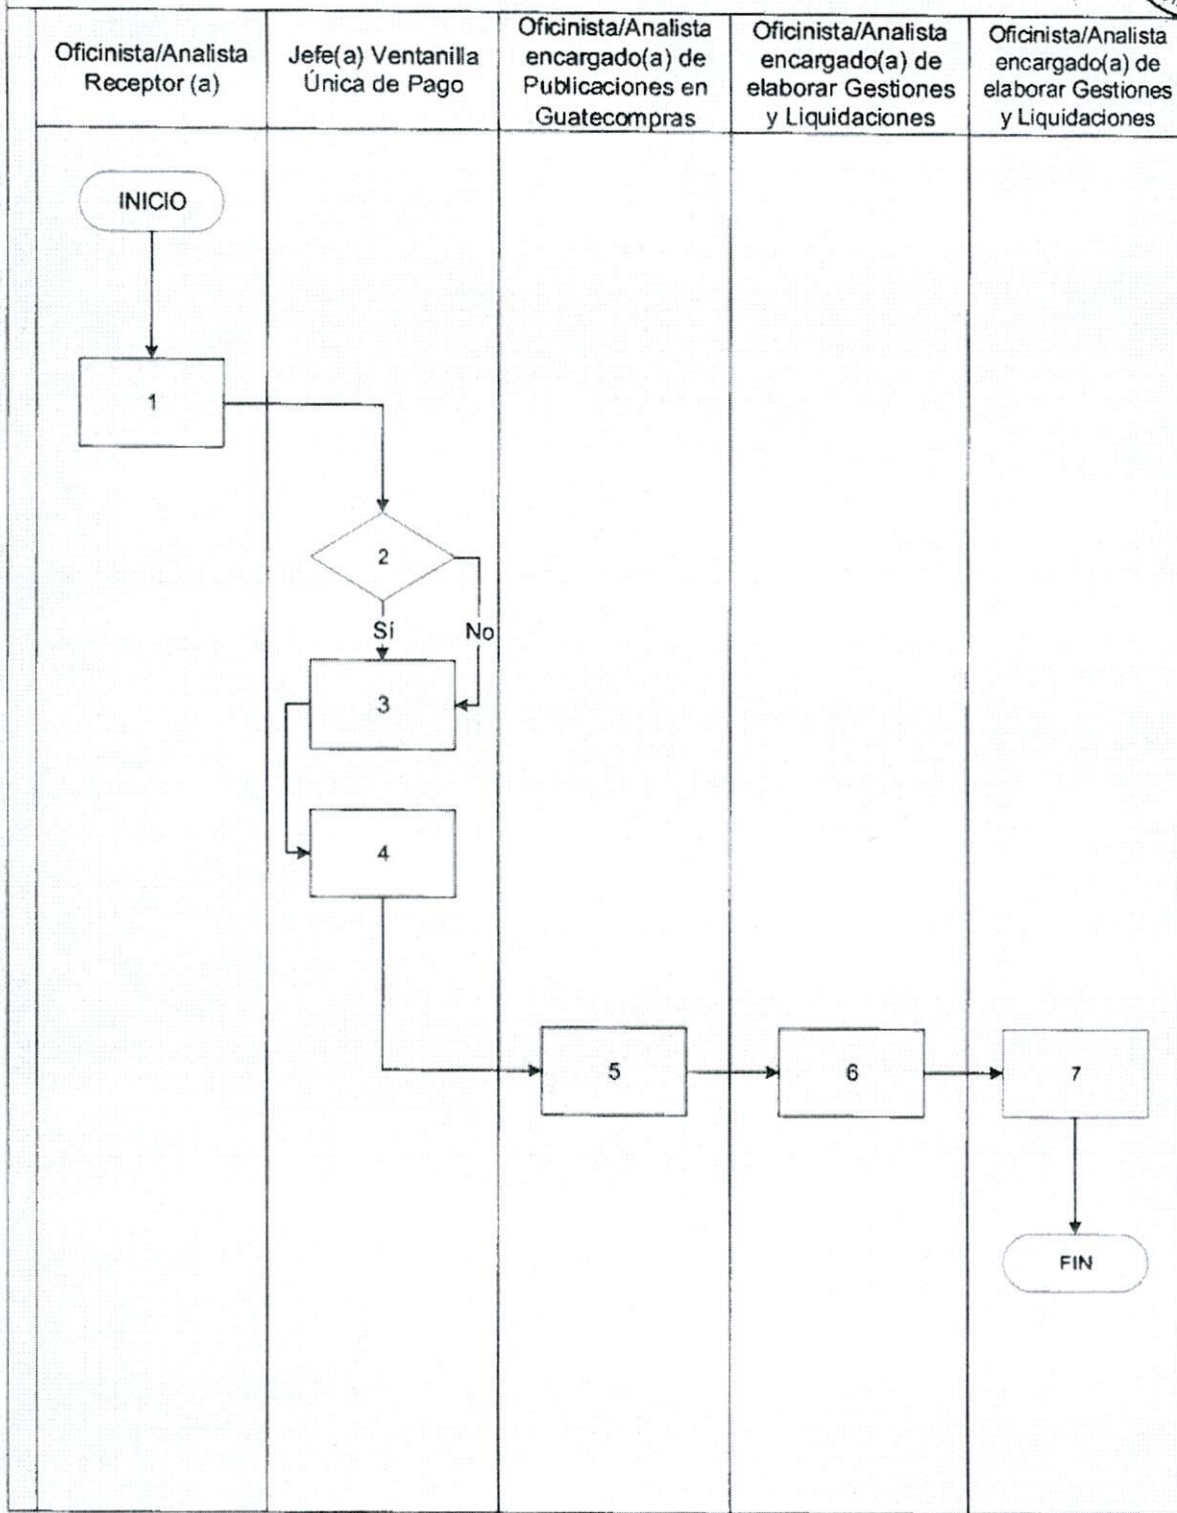 Oficinista/Analista
Receptor (a)
Jefe(a) Ventanilla
Única de Pago
Oficinista/Analista
encargado(a) de
Publicaciones en
Guatecompras
Oficinista/Analista
encargado(a) de
elaborar Gestiones
y Liquidaciones
Oficinista/Analista
encargado(a) de
elaborar Gestiones
y Liquidaciones
INICIO
1
2
Sí
No
3
4
5
6
7
FIN